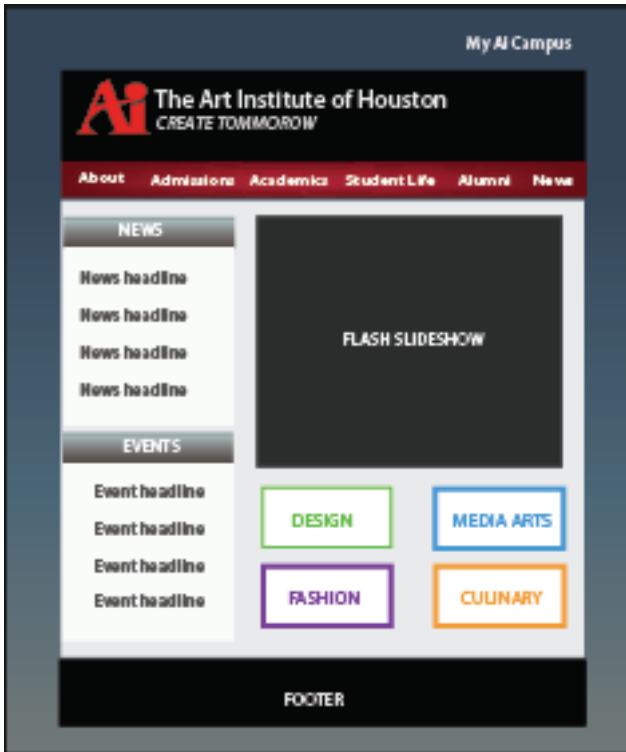 My Ai Campus
Ai
The Art Institute of Houston
CREATE TOMMOROW
About Admissions Academics Student Life Alumni News
NEWS
News headline
News headline
News headline
News headline
FLASH SLIDESHOW
EVENTS
Event headline
Event headline
Event headline
Event headline
DESIGN
MEDIA ARTS
FASHION
CULINARY
FOOTER